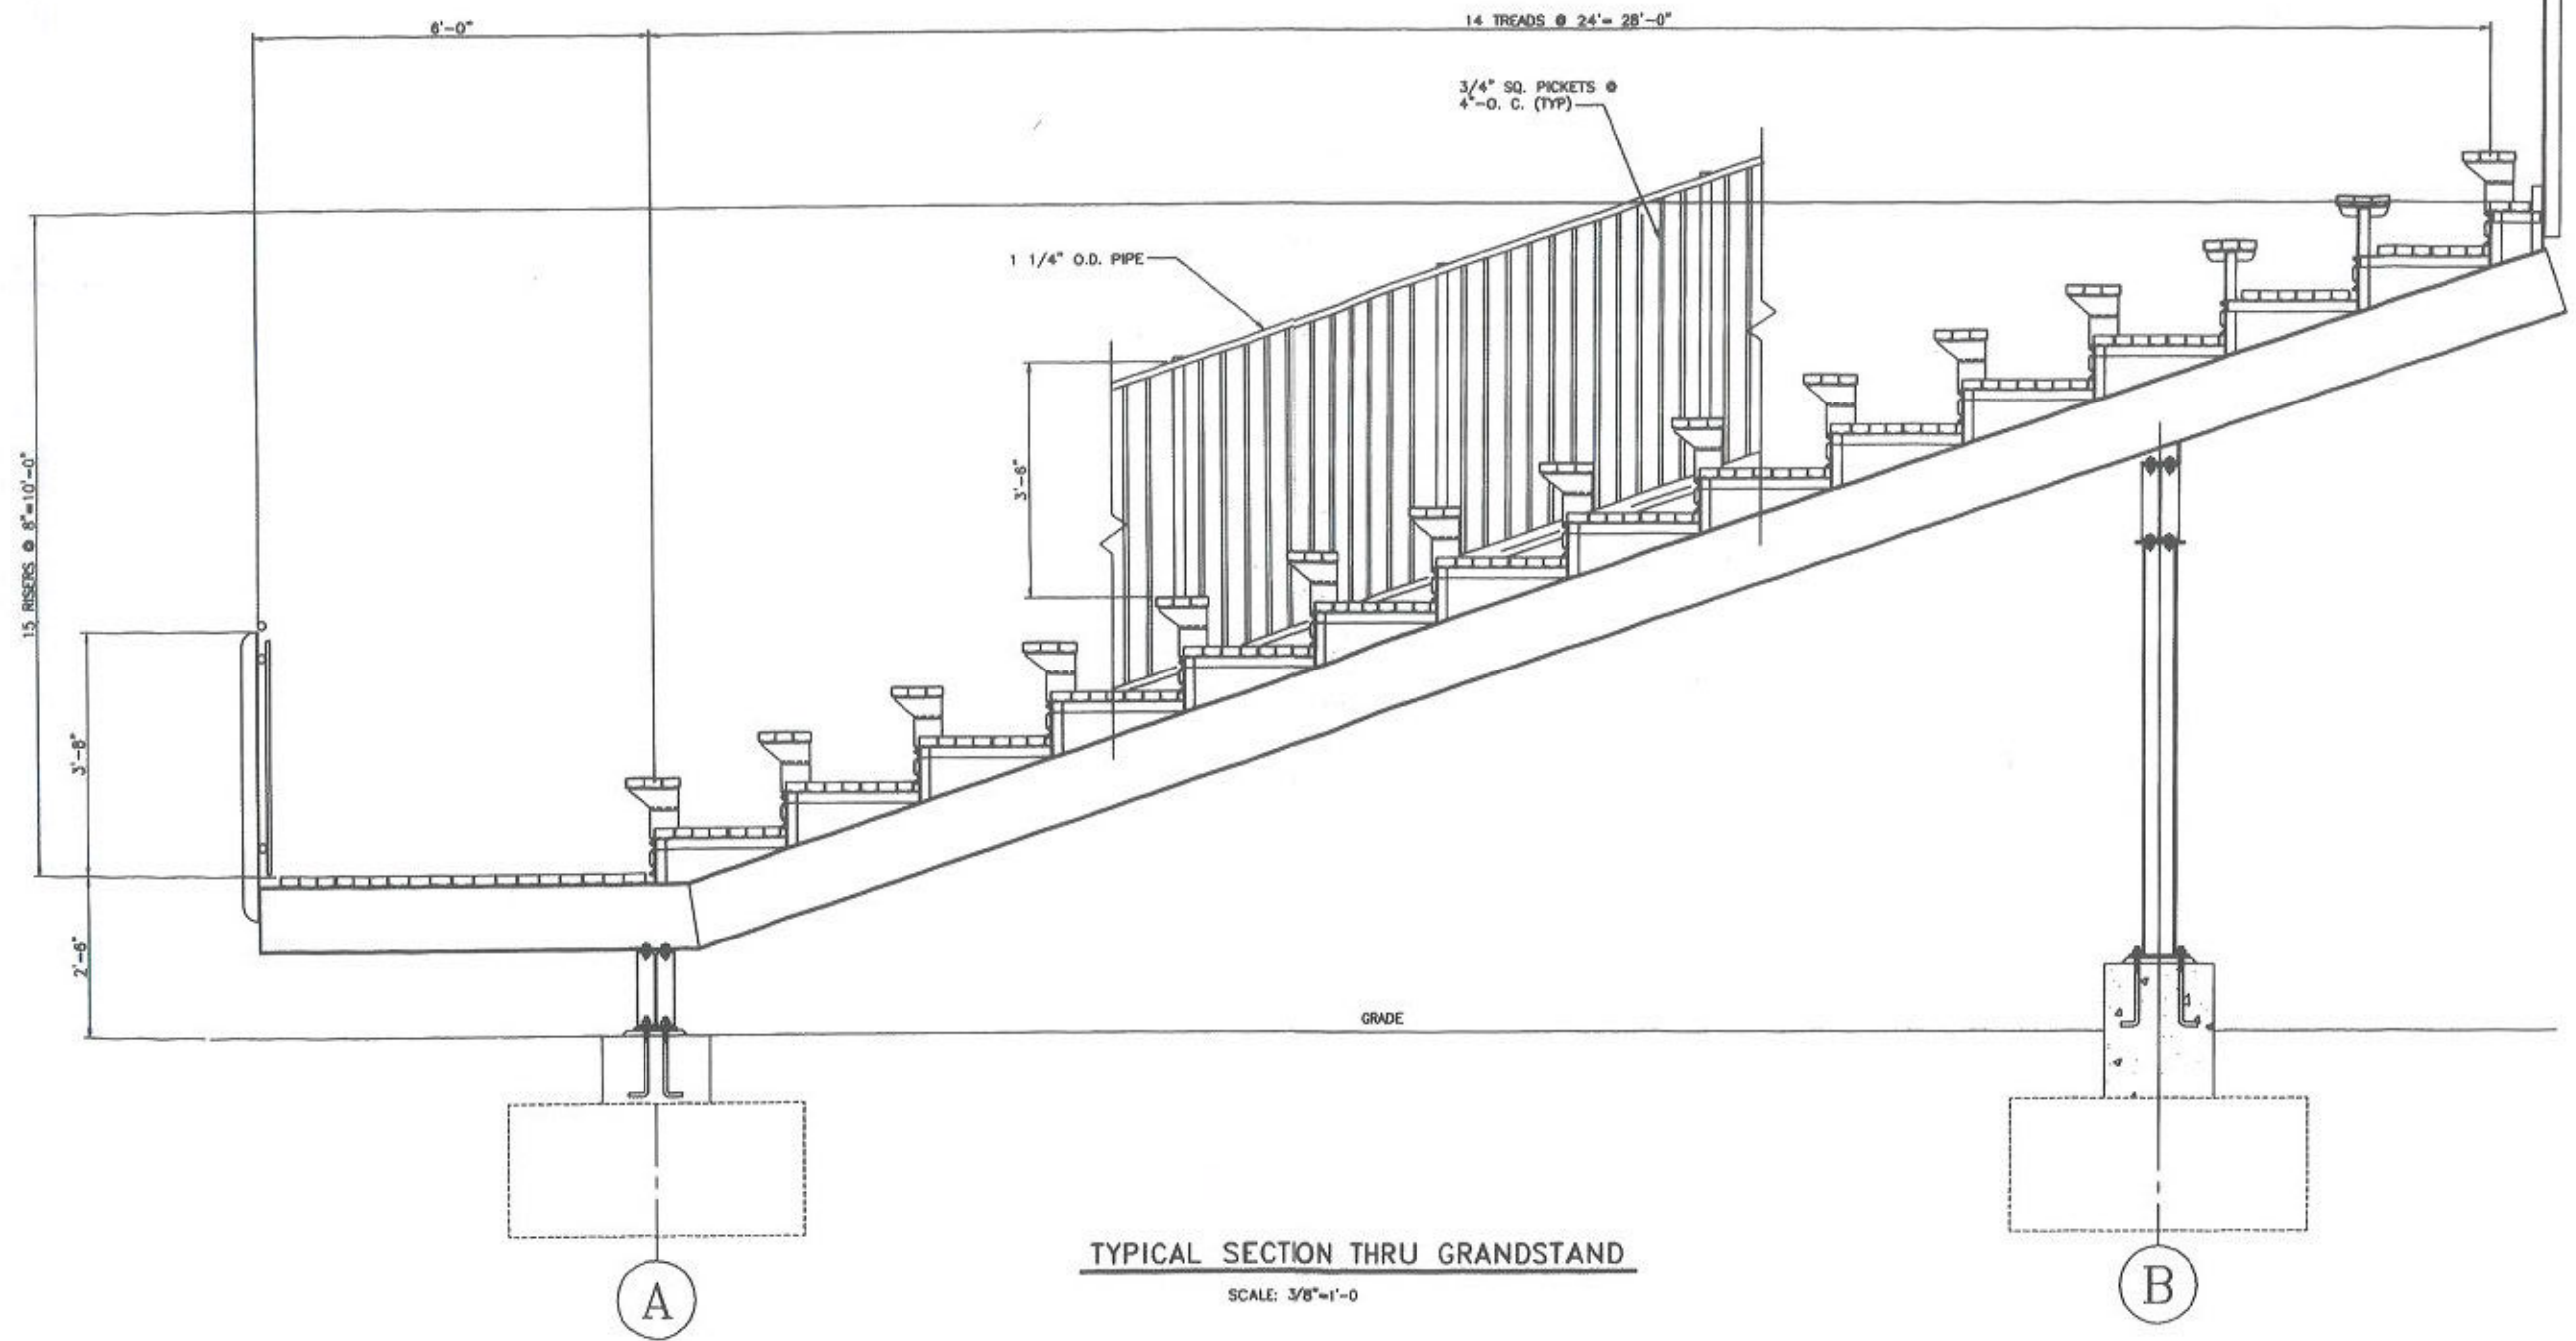 6'-0"
14 TREADS @ 24'= 28'-0"
3/4" SQ. PICKETS @
4"-O. C. (TYP)
1 1/4" O.D. PIPE
15 RISERS @ 8"=10'-0"
3'-6"
3'-8"
2'-6"
GRADE
TYPICAL SECTION THRU GRANDSTAND
SCALE: 3/8"=1'-0
A
B